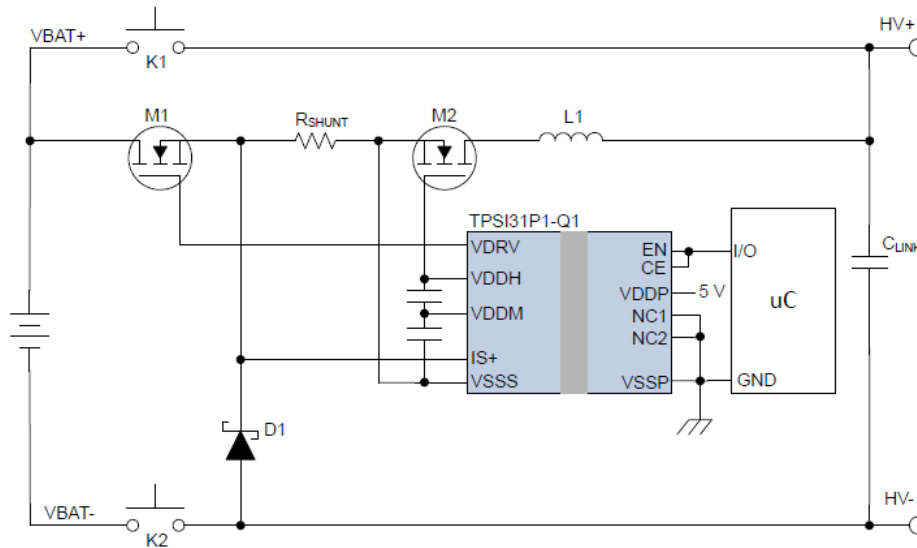 VBAT+
K1
HV+
M1
RSHUNT
M2
L1
TPSI31P1-Q1
VDRV
VDDH
VDDM
IS+
VSSS
EN
CE
VDDP
5 V
NC1
NC2
VSSP
I/O
uC
GND
CLINK
D1
VBAT-
K2
HV-